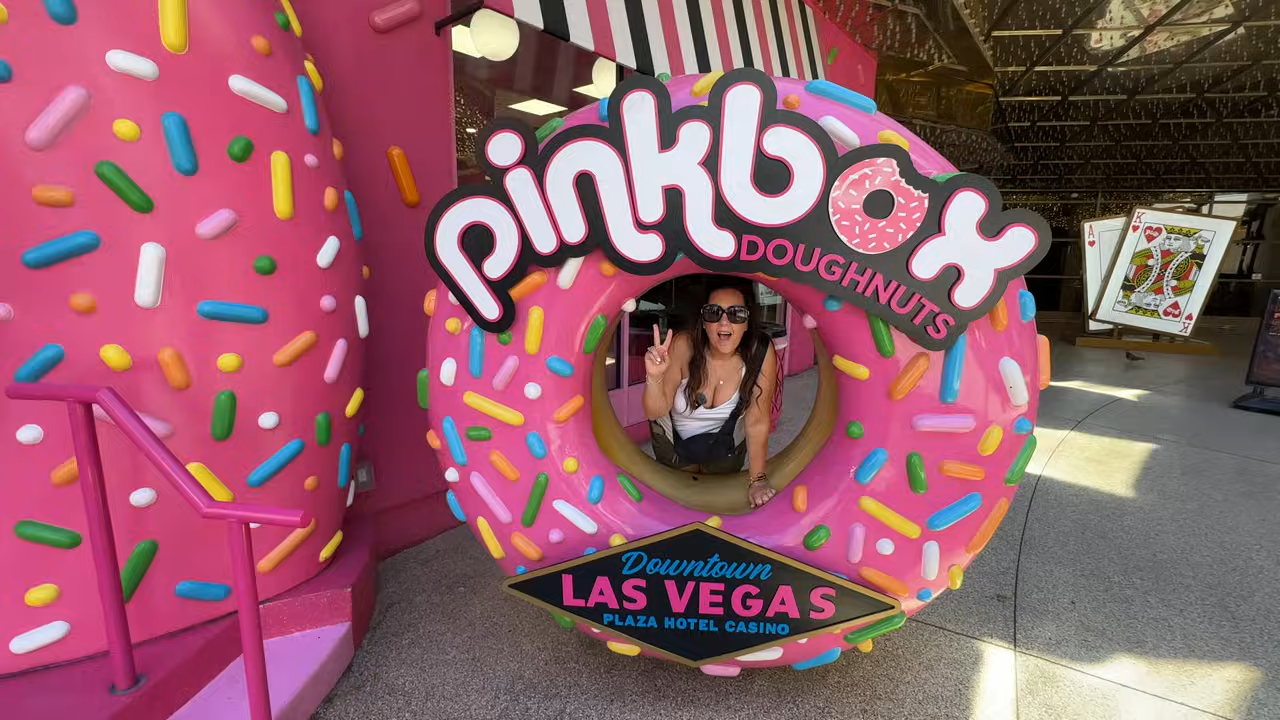 pinkbox
DOUGHNUTS
Downtown
LAS VEGAS
PLAZA HOTEL CASINO
A
K
K